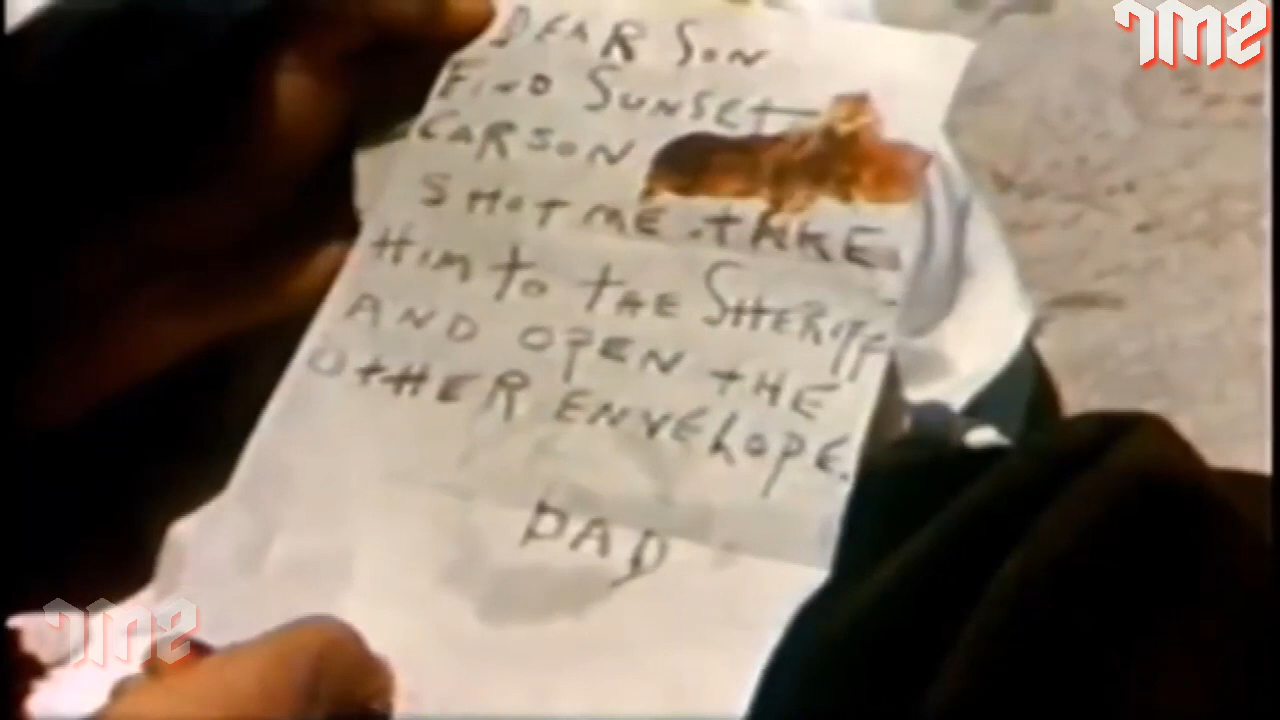 DEAR SON
FIND SUNSET
CARSON
SHOT ME. TAKE
HIM TO THE SHERIFF
AND OPEN THE
OTHER ENVELOPE.
DAD